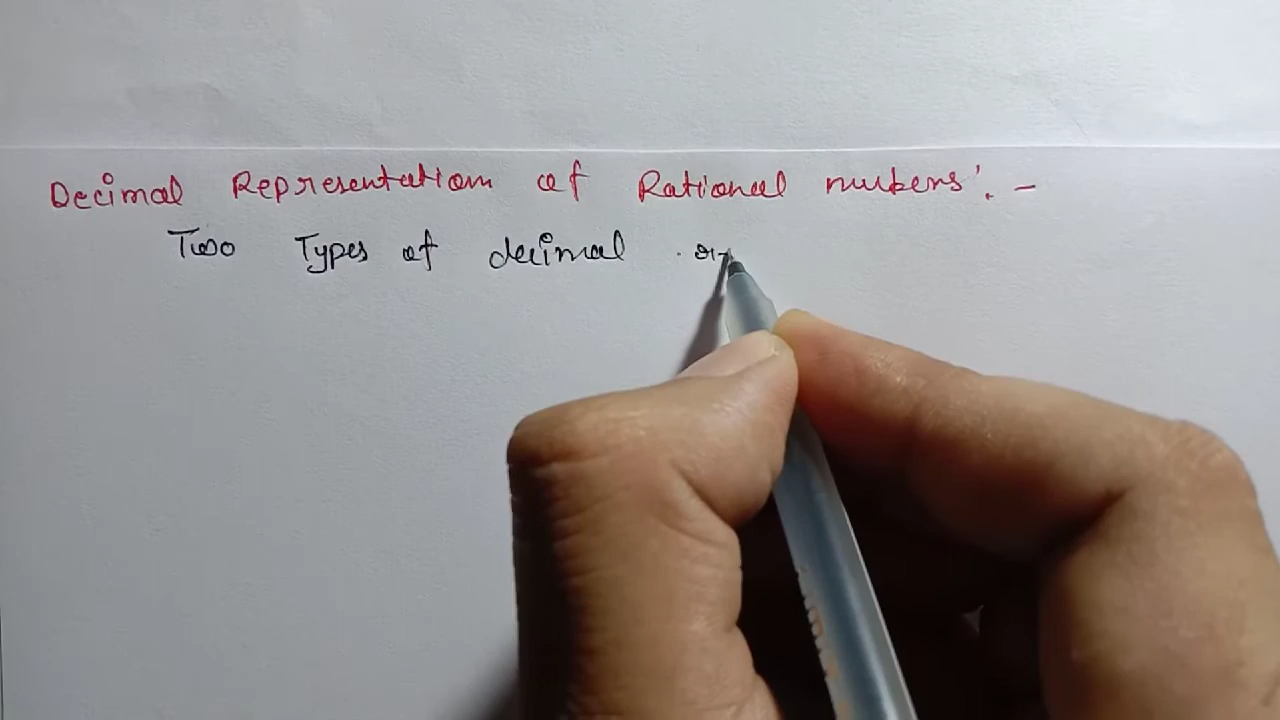 Decimal Representation of Rational numbers :-
Two Types of decimal